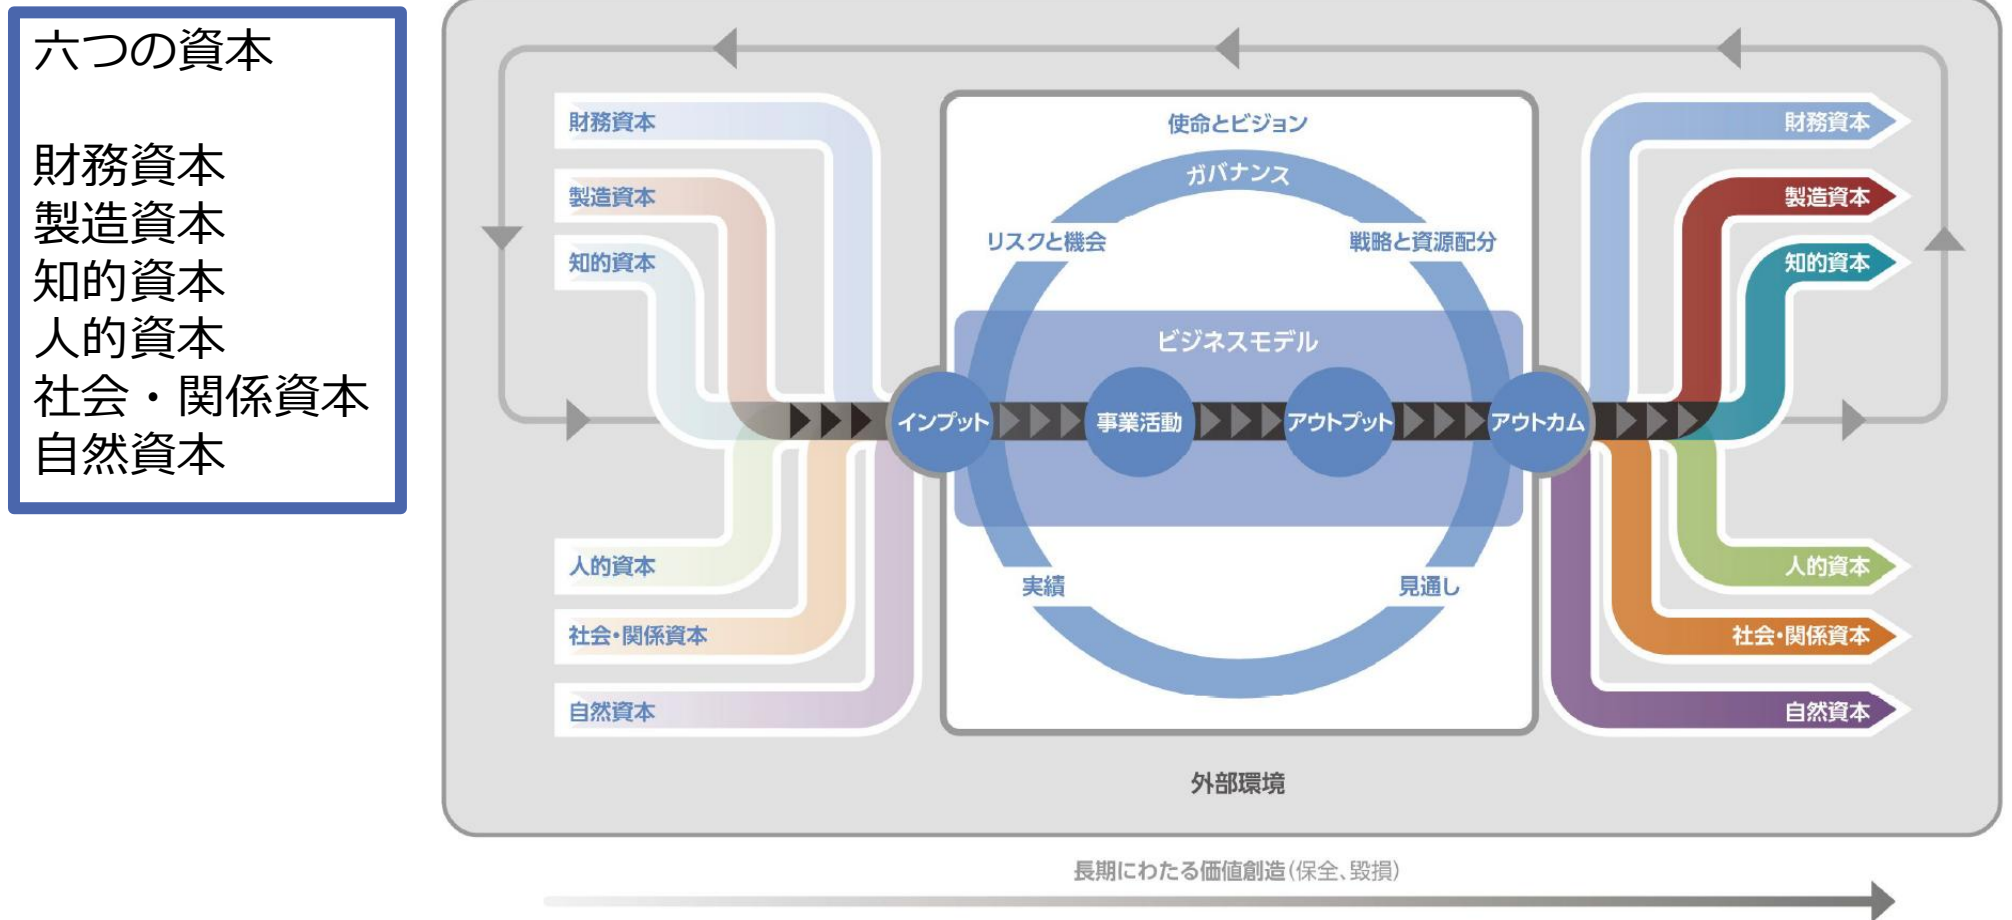 六つの資本
財務資本
製造資本
知的資本
人的資本
社会・関係資本
自然資本
財務資本
製造資本
知的資本
人的資本
社会・関係資本
自然資本
使命とビジョン
ガバナンス
リスクと機会
戦略と資源配分
ビジネスモデル
インプット
事業活動
アウトプット
アウトカム
実績
見通し
財務資本
製造資本
知的資本
人的資本
社会・関係資本
自然資本
外部環境
長期にわたる価値創造(保全、毀損)